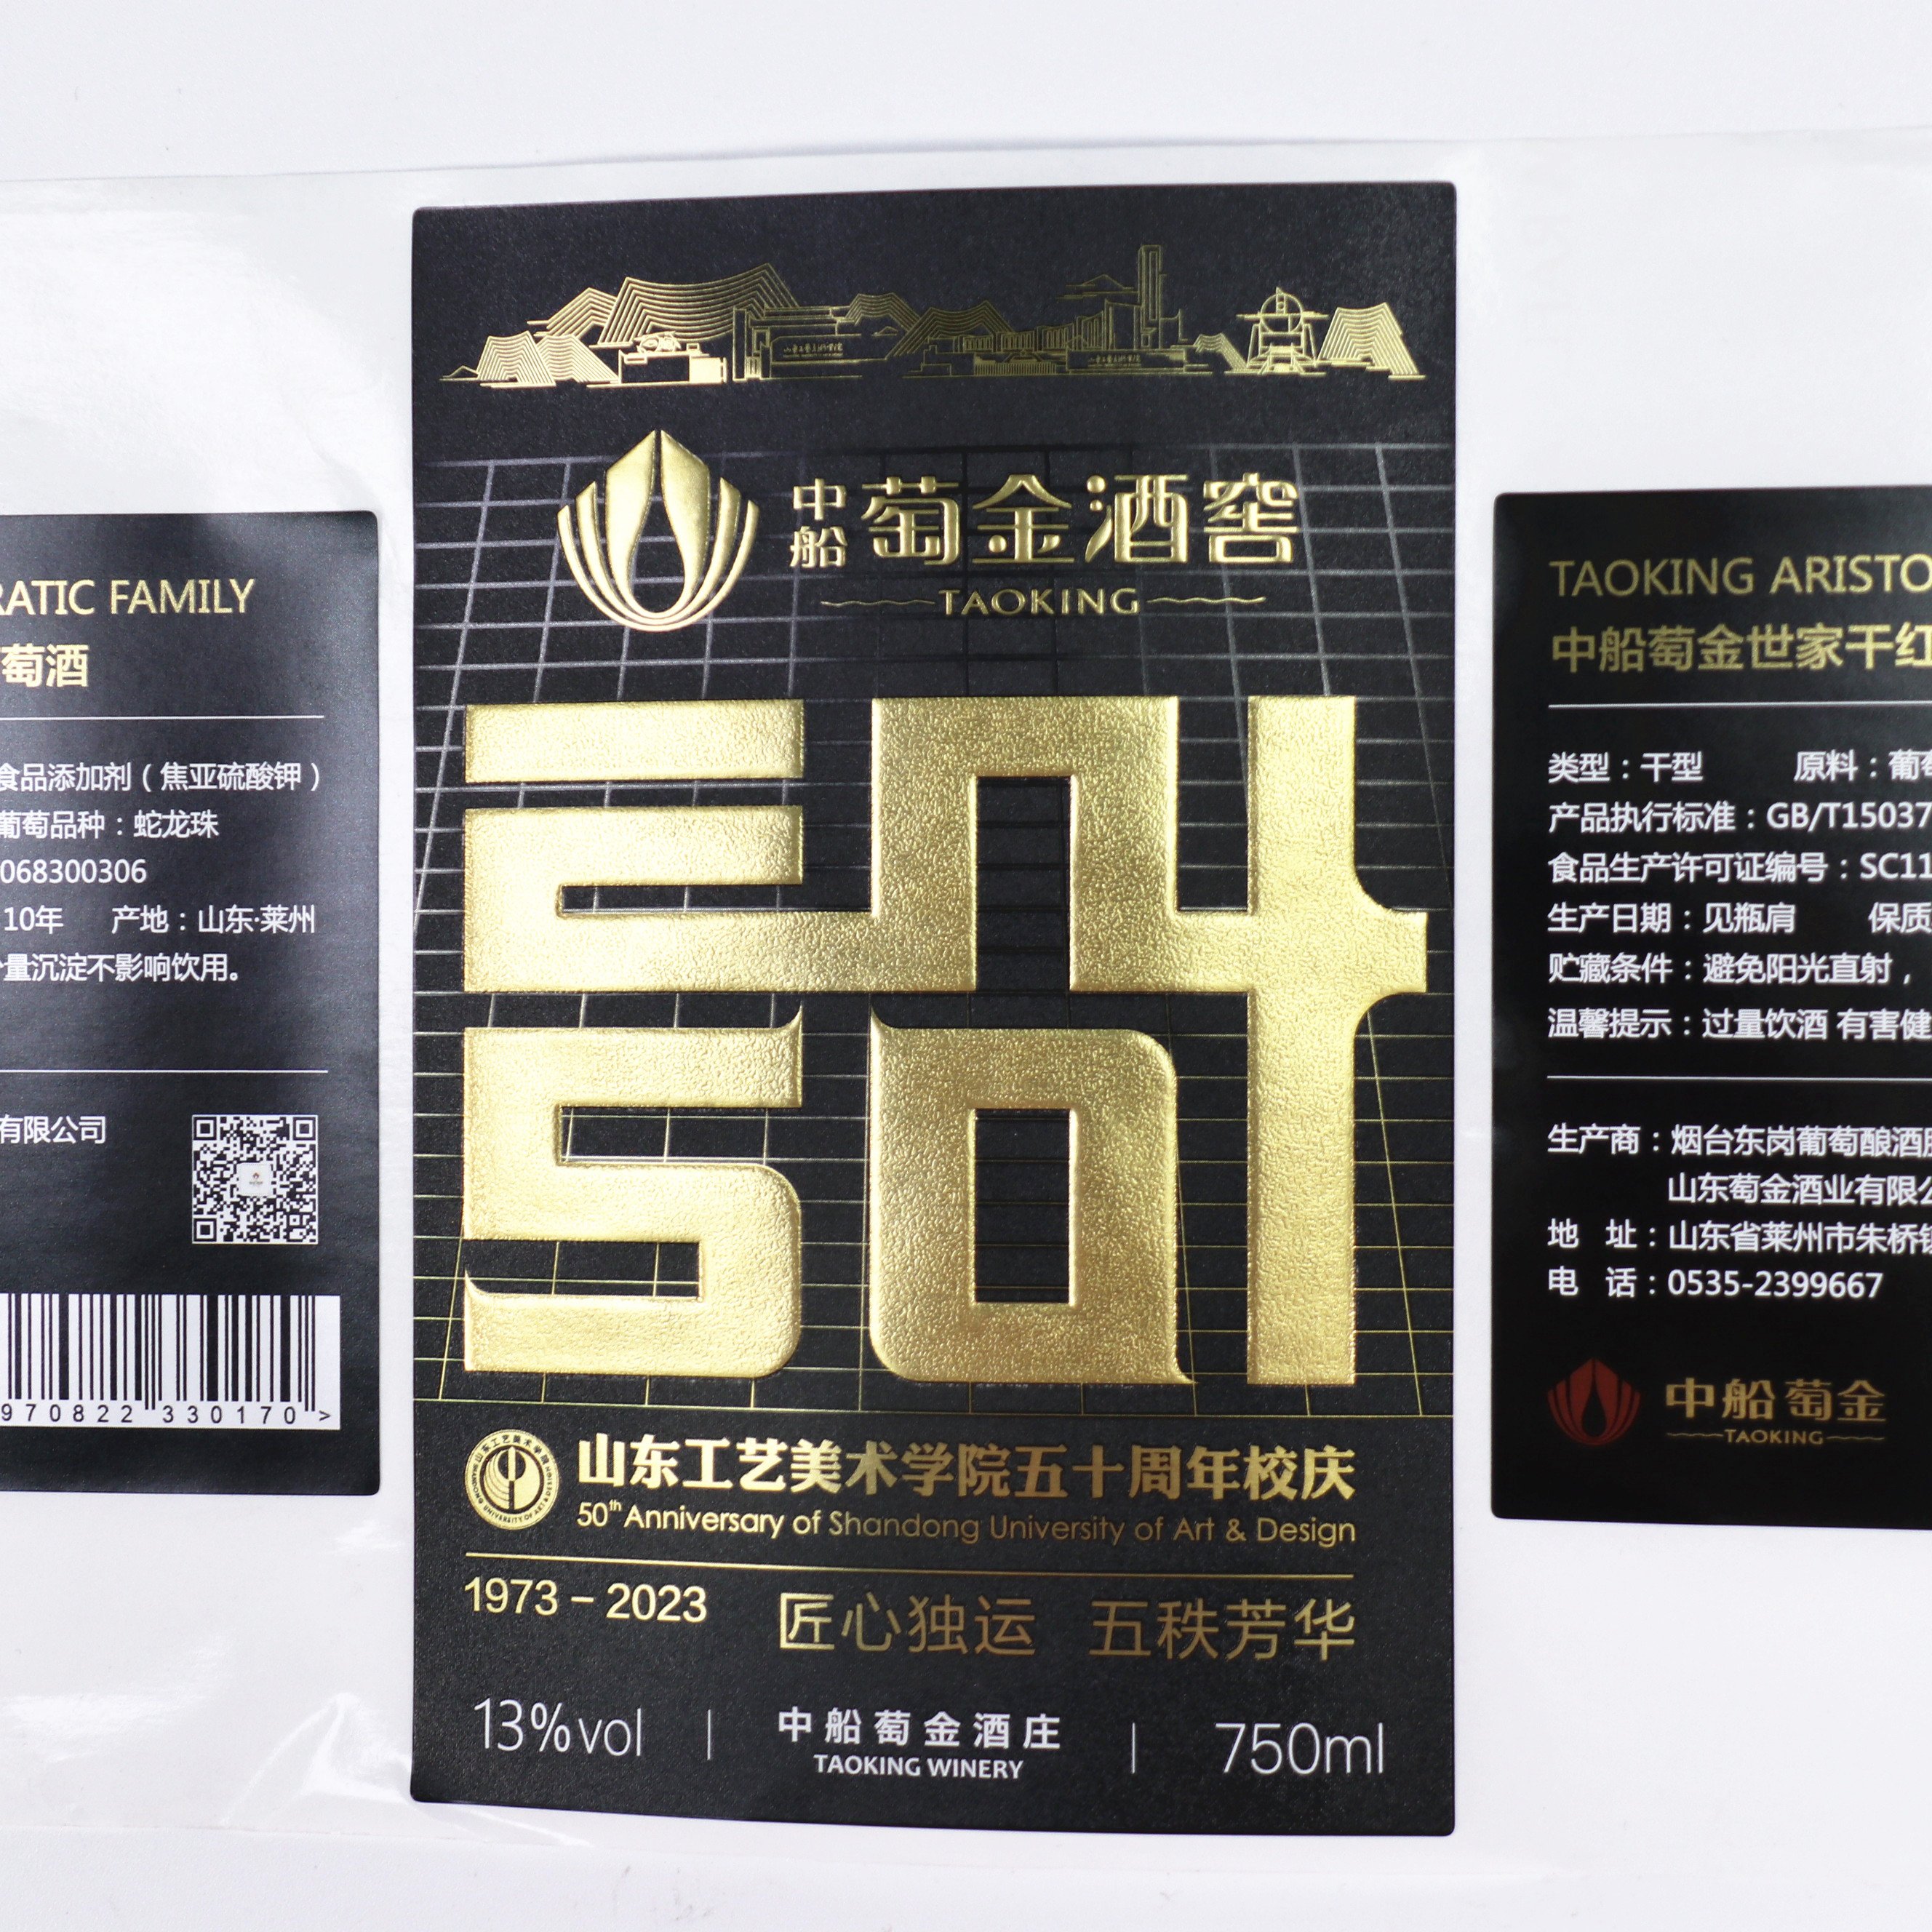 RATIC FAMILY
萄酒
食品添加剂（焦亚硫酸钾）
葡萄品种：蛇龙珠
068300306
10年 产地：山东·莱州
量沉淀不影响饮用。
有限公司
970822 330170 >
中船 萄金酒窖
TAOKING
50
山东工艺美术学院五十周年校庆
50th Anniversary of Shandong University of Art & Design
1973 – 2023 匠心独运 五秩芳华
13%vol | 中船萄金酒庄 | 750ml
TAOKING WINERY
TAOKING ARISTO
中船萄金世家干红
类型：干型 原料：葡萄
产品执行标准：GB/T15037
食品生产许可证编号：SC11
生产日期：见瓶肩 保质
贮藏条件：避免阳光直射，
温馨提示：过量饮酒 有害健
生产商：烟台东岗葡萄酿酒
山东萄金酒业有限公
地 址：山东省莱州市朱桥镇
电 话：0535-2399667
中船萄金
TAOKING